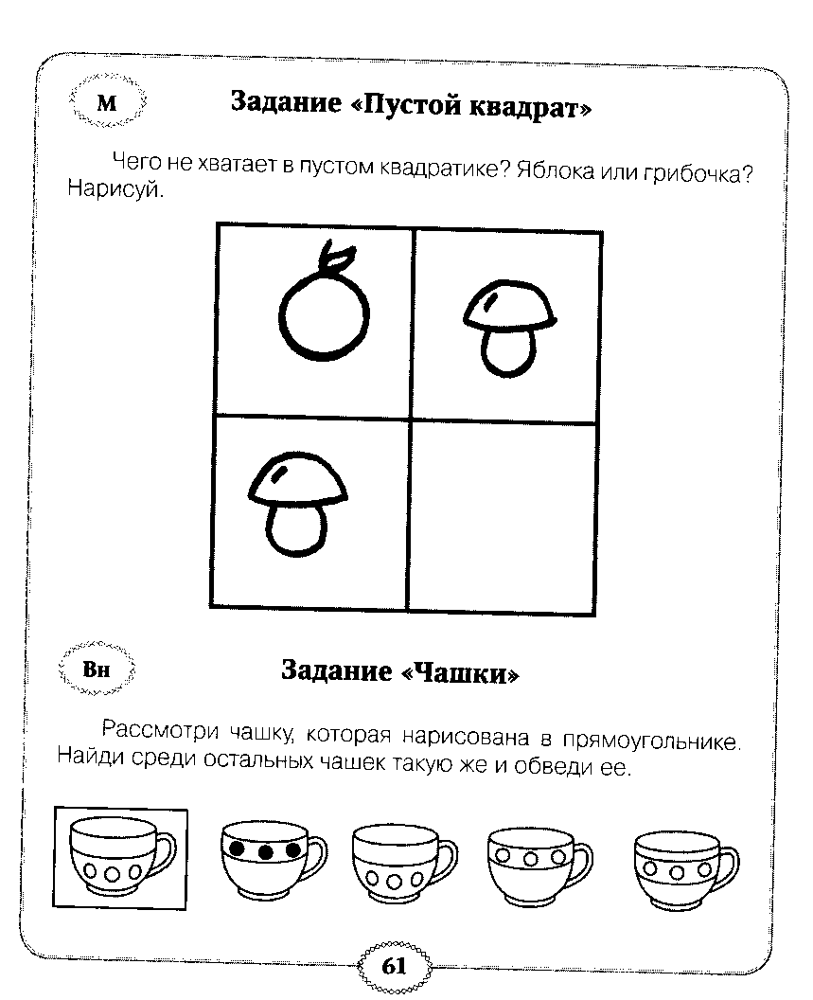 М
Задание «Пустой квадрат»
Чего не хватает в пустом квадратике? Яблока или грибочка?
Нарисуй.
Вн
Задание «Чашки»
Рассмотри чашку, которая нарисована в прямоугольнике.
Найди среди остальных чашек такую же и обведи ее.
61